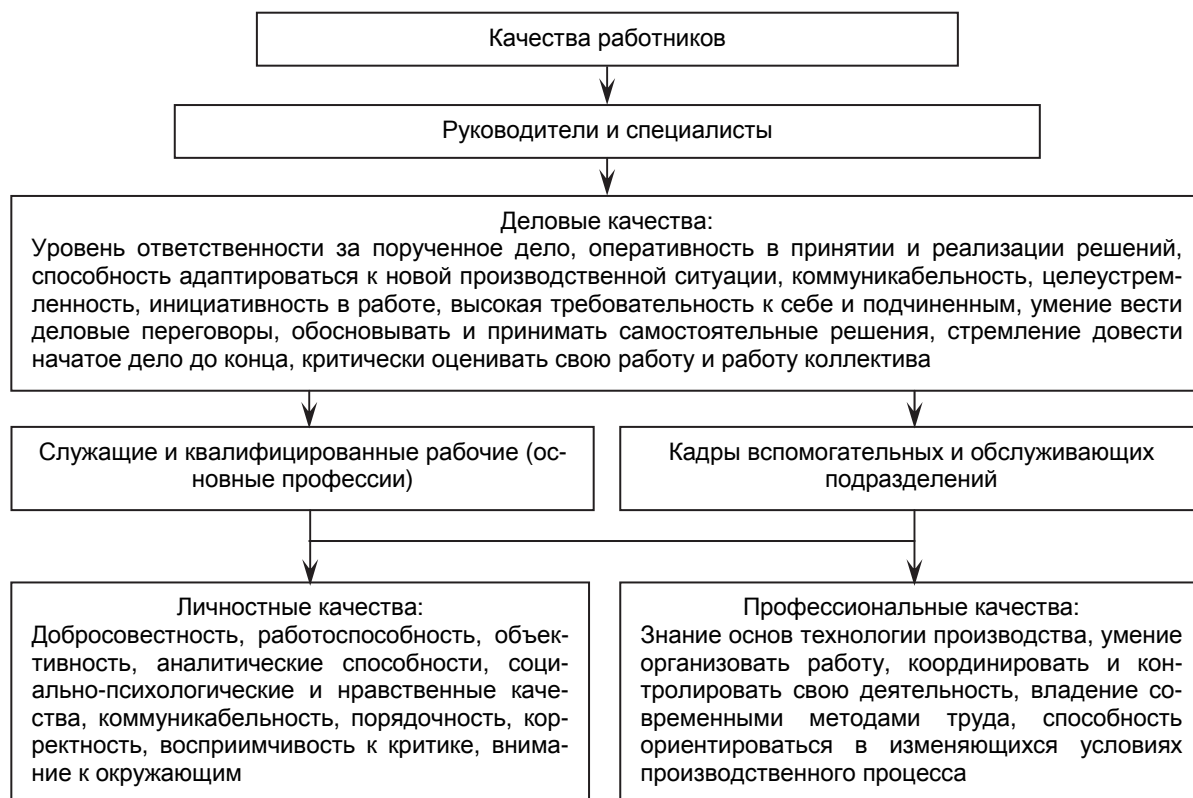 Качества работников
Руководители и специалисты
Деловые качества:
Уровень ответственности за порученное дело, оперативность в принятии и реализации решений,
способность адаптироваться к новой производственной ситуации, коммуникабельность, целеустрем-
ленность, инициативность в работе, высокая требовательность к себе и подчиненным, умение вести
деловые переговоры, обосновывать и принимать самостоятельные решения, стремление довести
начатое дело до конца, критически оценивать свою работу и работу коллектива
Служащие и квалифицированные рабочие (ос-
новные профессии)
Кадры вспомогательных и обслуживающих
подразделений
Личностные качества:
Добросовестность, работоспособность, объек-
тивность, аналитические способности, соци-
ально-психологические и нравственные каче-
ства, коммуникабельность, порядочность, кор-
ректность, восприимчивость к критике, внима-
ние к окружающим
Профессиональные качества:
Знание основ технологии производства, умение
организовать работу, координировать и кон-
тролировать свою деятельность, владение со-
временными методами труда, способность
ориентироваться в изменяющихся условиях
производственного процесса